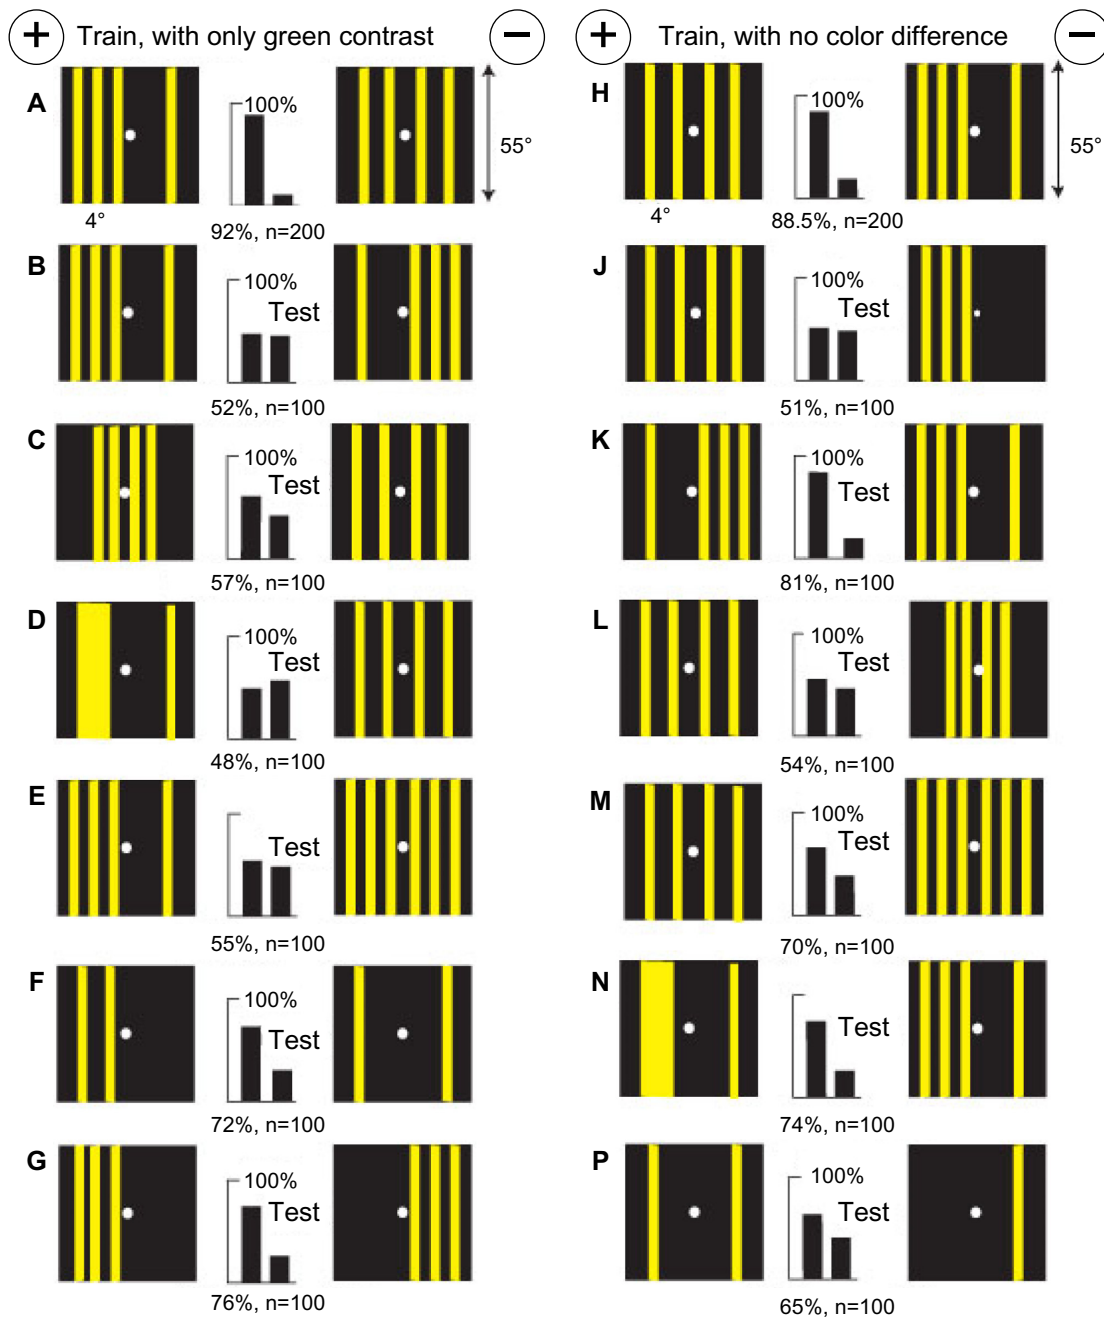 + Train, with only green contrast −
A 100% 55°
4°
92%, n=200
B 100%
Test
52%, n=100
C 100%
Test
57%, n=100
D 100%
Test
48%, n=100
E
Test
55%, n=100
F 100%
Test
72%, n=100
G 100%
Test
76%, n=100
+ Train, with no color difference −
H 100% 55°
4°
88.5%, n=200
J 100%
Test
51%, n=100
K 100%
Test
81%, n=100
L 100%
Test
54%, n=100
M 100%
Test
70%, n=100
N
Test
74%, n=100
P 100%
Test
65%, n=100